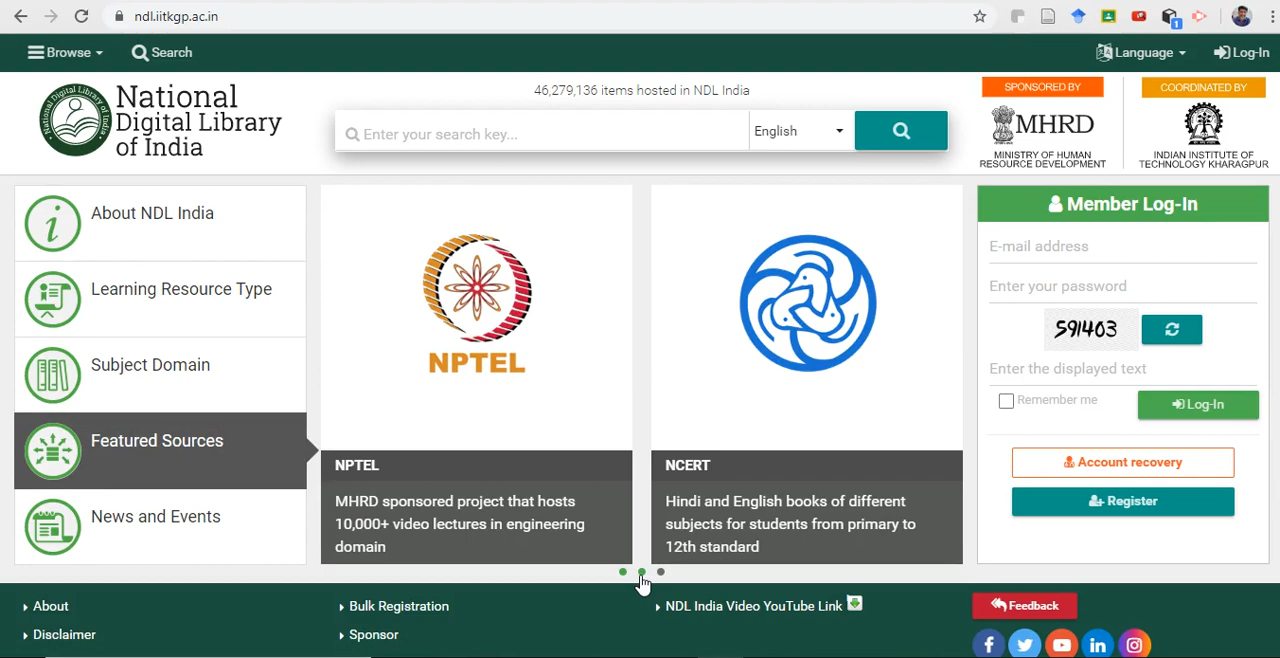 ndl.iitkgp.ac.in
1
Browse
Search
Language
Log-In
National
Digital Library
of India
National Digital Library of India
46,279,136 items hosted in NDL India
Enter your search key...
English
SPONSORED BY
MHRD
MINISTRY OF HUMAN
RESOURCE DEVELOPMENT
COORDINATED BY
INDIAN INSTITUTE OF
TECHNOLOGY KHARAGPUR
About NDL India
Learning Resource Type
Subject Domain
Featured Sources
News and Events
NPTEL
NPTEL
MHRD sponsored project that hosts
10,000+ video lectures in engineering
domain
NCERT
Hindi and English books of different
subjects for students from primary to
12th standard
Member Log-In
E-mail address
Enter your password
591403
Enter the displayed text
Remember me
Log-In
Account recovery
Register
About
Disclaimer
Bulk Registration
Sponsor
NDL India Video YouTube Link
Feedback